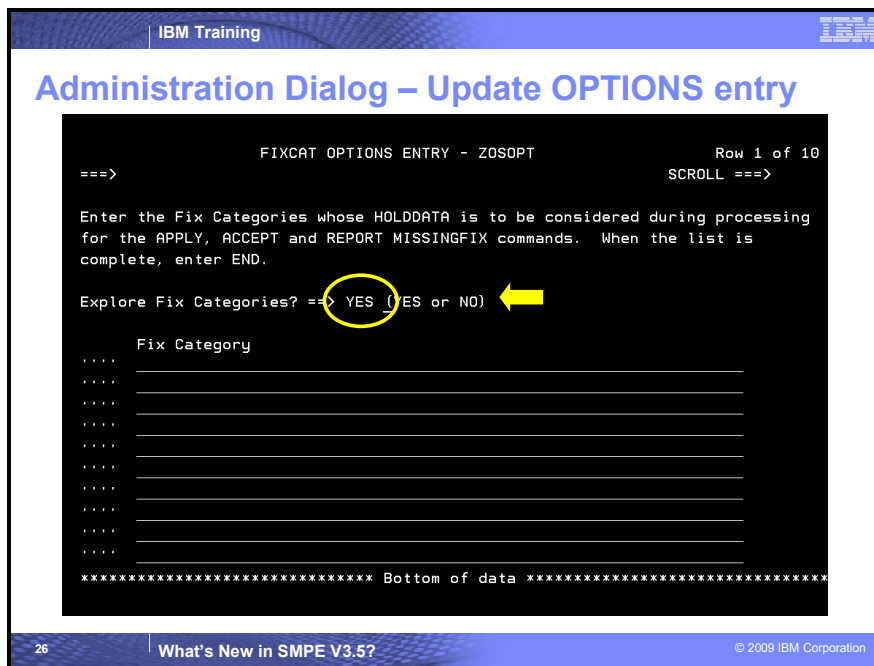 IBM Training
IBM
Administration Dialog – Update OPTIONS entry
FIXCAT OPTIONS ENTRY - ZOSOPT Row 1 of 10
===> SCROLL ===>
Enter the Fix Categories whose HOLDDATA is to be considered during processing
for the APPLY, ACCEPT and REPORT MISSINGFIX commands. When the list is
complete, enter END.
Explore Fix Categories? ==> YES (YES or NO)
Fix Category
''''
''''
''''
''''
''''
''''
''''
''''
''''
''''
******************************* Bottom of data ********************************
26 What's New in SMPE V3.5? © 2009 IBM Corporation